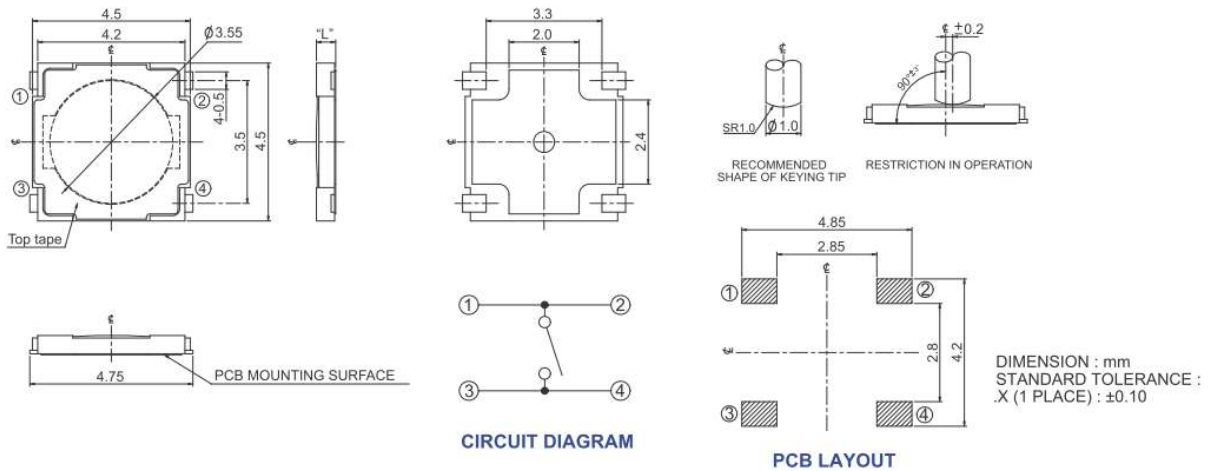 4.5
4.2
℄
Ø3.55
①
②
4-0.5
3.5
4.5
℄
③
④
Top tape
"L"
℄
3.3
2.0
℄
2.4
℄
℄
SR1.0
Ø1.0
RECOMMENDED
SHAPE OF KEYING TIP
℄ ±0.2
90°±3°
RESTRICTION IN OPERATION
℄
4.75
PCB MOUNTING SURFACE
①
②
③
④
CIRCUIT DIAGRAM
4.85
2.85
℄
①
②
℄
2.8
4.2
③
④
PCB LAYOUT
DIMENSION : mm
STANDARD TOLERANCE :
.X (1 PLACE) : ±0.10